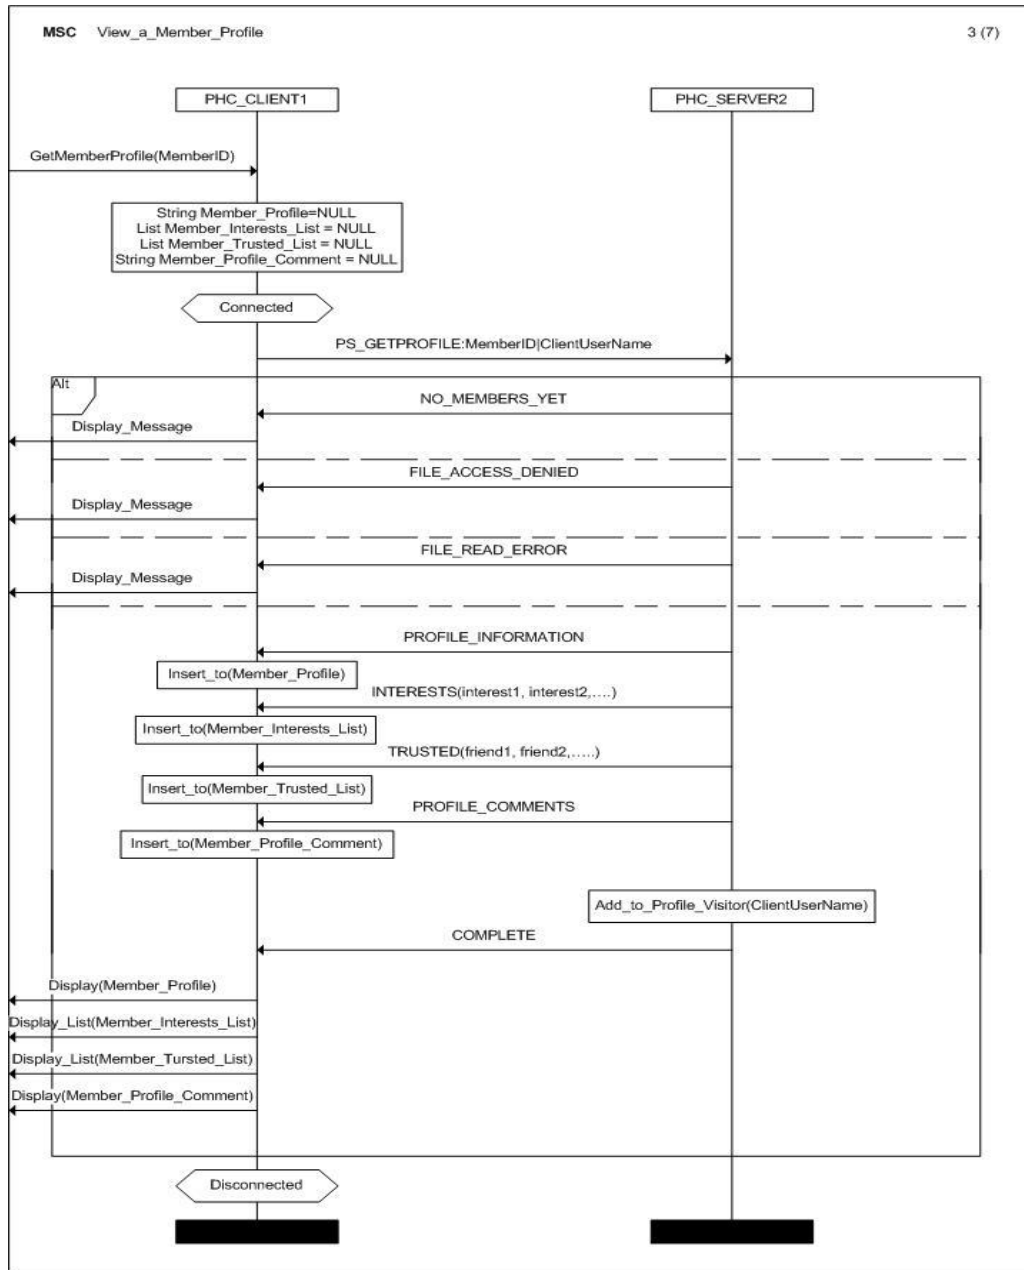 MSC View_a_Member_Profile 3 (7)
PHC_CLIENT1 PHC_SERVER2
GetMemberProfile(MemberID)
String Member_Profile=NULL
List Member_Interests_List = NULL
List Member_Trusted_List = NULL
String Member_Profile_Comment = NULL
Connected
PS_GETPROFILE:MemberID|ClientUserName
Alt
NO_MEMBERS_YET
Display_Message
FILE_ACCESS_DENIED
Display_Message
FILE_READ_ERROR
Display_Message
PROFILE_INFORMATION
Insert_to(Member_Profile)
INTERESTS(interest1, interest2,....)
Insert_to(Member_Interests_List)
TRUSTED(friend1, friend2,.....)
Insert_to(Member_Trusted_List)
PROFILE_COMMENTS
Insert_to(Member_Profile_Comment)
Add_to_Profile_Visitor(ClientUserName)
COMPLETE
Display(Member_Profile)
Display_List(Member_Interests_List)
Display_List(Member_Tursted_List)
Display(Member_Profile_Comment)
Disconnected